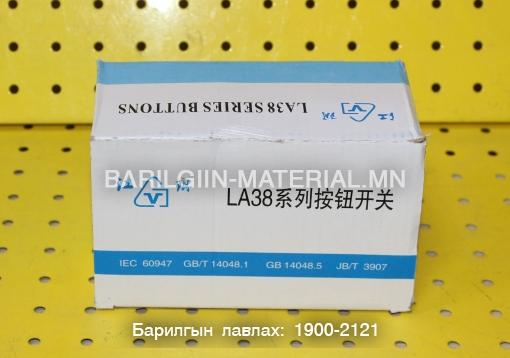 LA38 SERIES BUTTONS
BARILGIIN-MATERIAL.MN
LA38系列按钮开关
IEC 60947 GB/T 14048.1 GB 14048.5 JB/T 3907
Барилгын лавлах: 1900-2121